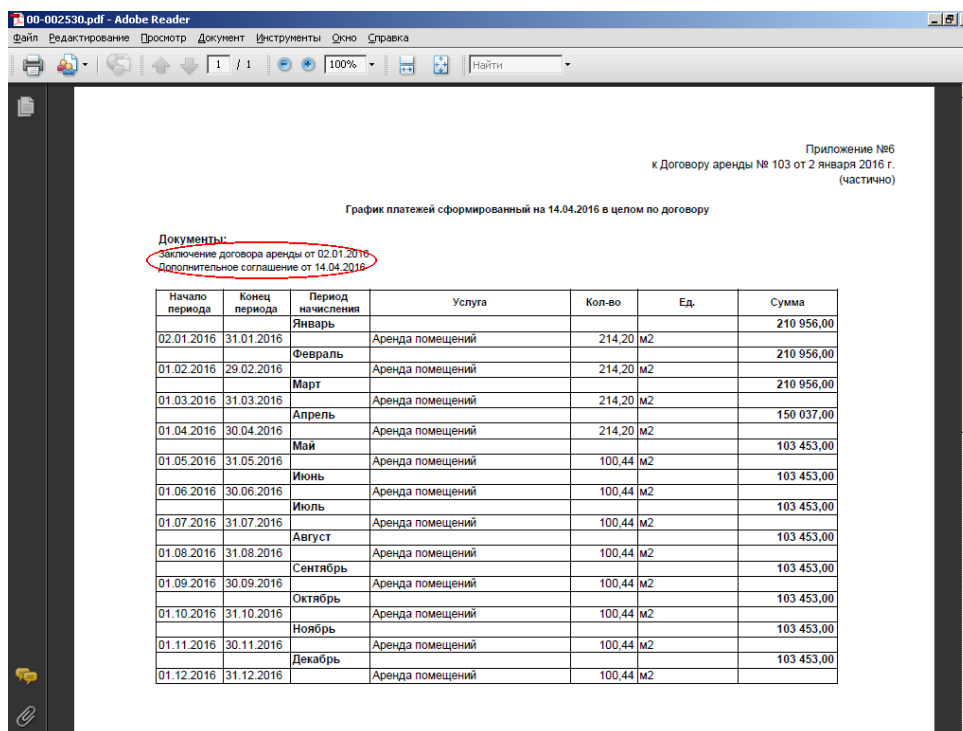 00-002530.pdf - Adobe Reader
Файл Редактирование Просмотр Документ Инструменты Окно Справка
1 / 1 100% Найти
Приложение №6
к Договору аренды № 103 от 2 января 2016 г.
(частично)
График платежей сформированный на 14.04.2016 в целом по договору
Документы:
Заключение договора аренды от 02.01.2016
Дополнительное соглашение от 14.04.2016
Начало периода Конец периода Период начисления Услуга Кол-во Ед. Сумма
Январь 210 956,00
02.01.2016 31.01.2016 Аренда помещений 214,20 м2
Февраль 210 956,00
01.02.2016 29.02.2016 Аренда помещений 214,20 м2
Март 210 956,00
01.03.2016 31.03.2016 Аренда помещений 214,20 м2
Апрель 150 037,00
01.04.2016 30.04.2016 Аренда помещений 214,20 м2
Май 103 453,00
01.05.2016 31.05.2016 Аренда помещений 100,44 м2
Июнь 103 453,00
01.06.2016 30.06.2016 Аренда помещений 100,44 м2
Июль 103 453,00
01.07.2016 31.07.2016 Аренда помещений 100,44 м2
Август 103 453,00
01.08.2016 31.08.2016 Аренда помещений 100,44 м2
Сентябрь 103 453,00
01.09.2016 30.09.2016 Аренда помещений 100,44 м2
Октябрь 103 453,00
01.10.2016 31.10.2016 Аренда помещений 100,44 м2
Ноябрь 103 453,00
01.11.2016 30.11.2016 Аренда помещений 100,44 м2
Декабрь 103 453,00
01.12.2016 31.12.2016 Аренда помещений 100,44 м2